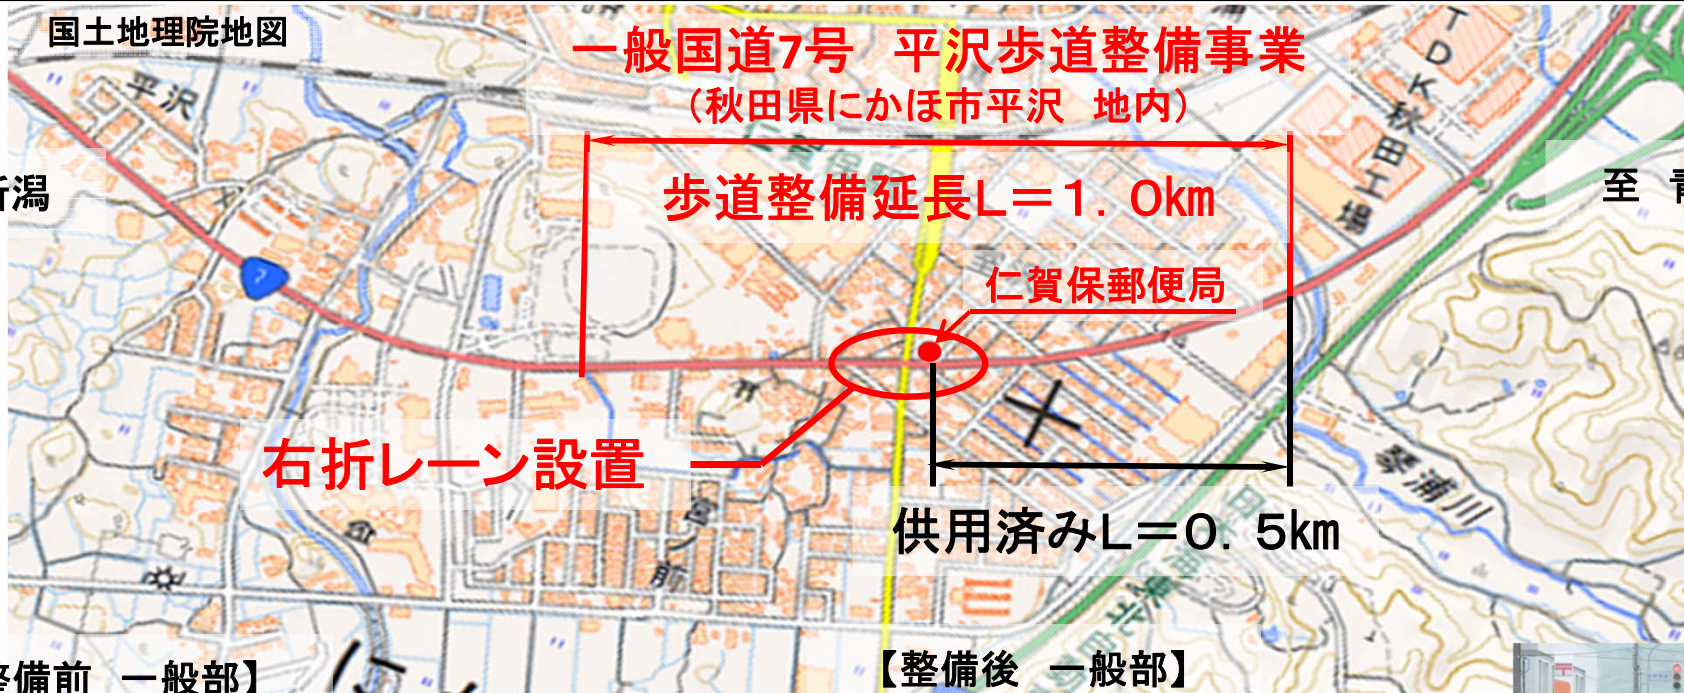 国土地理院地図
一般国道7号 平沢歩道整備事業
(秋田県にかほ市平沢 地内)
平沢
TDK秋田工場
歩道整備延長L=1.0km
潟
至
7
仁賀保郵便局
右折レーン設置
琴浦川
供用済みL=0.5km
前
整備前 一般部】
【整備後 一般部】